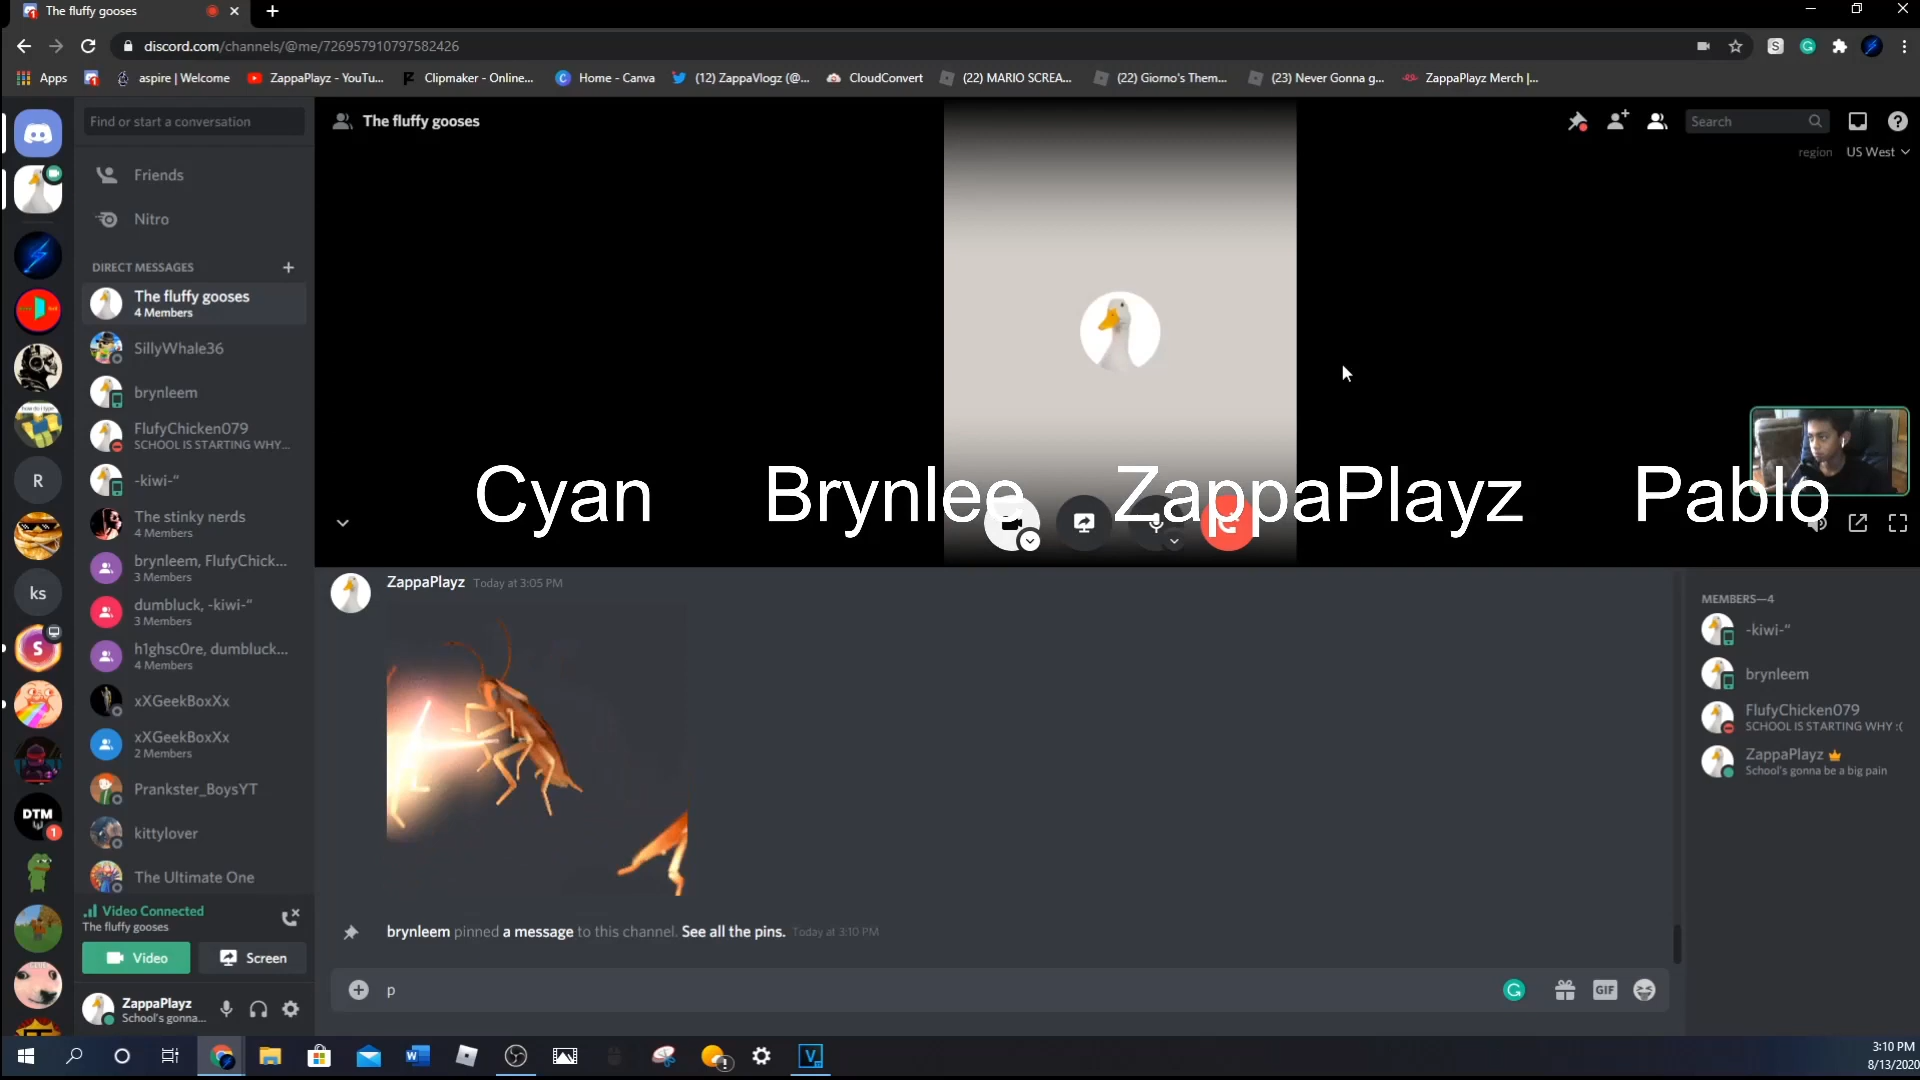 The fluffy gooses
discord.com/channels/@me/726957910797582426
Apps
aspire | Welcome
ZappaPlayz - YouTu...
Clipmaker - Online...
Home - Canva
(12) ZappaVlogz (@...
CloudConvert
(22) MARIO SCREA...
(22) Giorno's Them...
(23) Never Gonna g...
ZappaPlayz Merch |...
Find or start a conversation
The fluffy gooses
Search
region US West
Friends
Nitro
DIRECT MESSAGES
The fluffy gooses
4 Members
SillyWhale36
brynleem
FlufyChicken079
SCHOOL IS STARTING WHY...
-kiwi-“
The stinky nerds
4 Members
brynleem, FlufyChick...
3 Members
dumbluck, -kiwi-“
3 Members
h1ghsc0re, dumbluck...
4 Members
xXGeekBoxXx
xXGeekBoxXx
2 Members
Prankster_BoysYT
kittylover
The Ultimate One
R
ks
S
DTM
1
Video Connected
The fluffy gooses
Video
Screen
ZappaPlayz
School's gonna...
Cyan Brynlee ZappaPlayz Pablo
ZappaPlayz Today at 3:05 PM
brynleem pinned a message to this channel. See all the pins. Today at 3:10 PM
p
GIF
MEMBERS—4
-kiwi-“
brynleem
FlufyChicken079
SCHOOL IS STARTING WHY :(
ZappaPlayz
School's gonna be a big pain
3:10 PM
8/13/2020